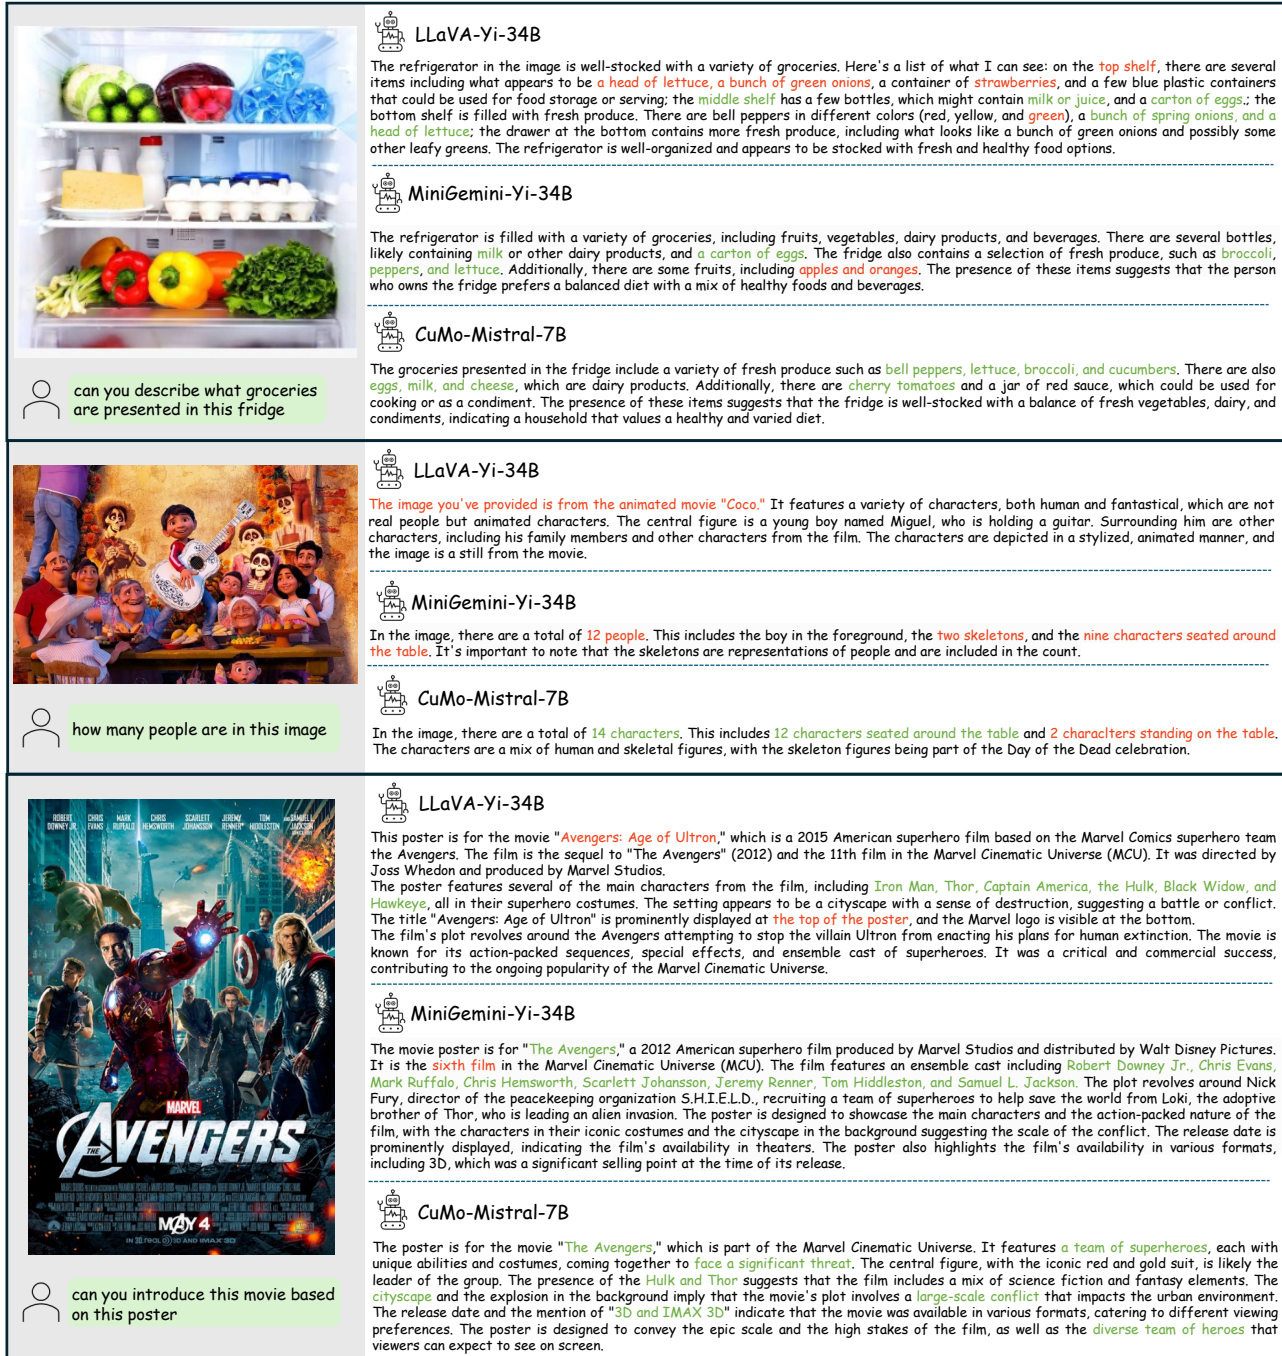 LLaVA-Yi-34B
The refrigerator in the image is well-stocked with a variety of groceries. Here's a list of what I can see: on the top shelf, there are several
items including what appears to be a head of lettuce, a bunch of green onions, a container of strawberries, and a few blue plastic containers
that could be used for food storage or serving; the middle shelf has a few bottles, which might contain milk or juice, and a carton of eggs.; the
bottom shelf is filled with fresh produce. There are bell peppers in different colors (red, yellow, and green), a bunch of spring onions, and a
head of lettuce; the drawer at the bottom contains more fresh produce, including what looks like a bunch of green onions and possibly some
other leafy greens. The refrigerator is well-organized and appears to be stocked with fresh and healthy food options.
MiniGemini-Yi-34B
The refrigerator is filled with a variety of groceries, including fruits, vegetables, dairy products, and beverages. There are several bottles,
likely containing milk or other dairy products, and a carton of eggs. The fridge also contains a selection of fresh produce, such as broccoli,
peppers, and lettuce. Additionally, there are some fruits, including apples and oranges. The presence of these items suggests that the person
who owns the fridge prefers a balanced diet with a mix of healthy foods and beverages.
CuMo-Mistral-7B
The groceries presented in the fridge include a variety of fresh produce such as bell peppers, lettuce, broccoli, and cucumbers. There are also
eggs, milk, and cheese, which are dairy products. Additionally, there are cherry tomatoes and a jar of red sauce, which could be used for
cooking or as a condiment. The presence of these items suggests that the fridge is well-stocked with a balance of fresh vegetables, dairy, and
condiments, indicating a household that values a healthy and varied diet.
can you describe what groceries
are presented in this fridge
LLaVA-Yi-34B
The image you've provided is from the animated movie "Coco." It features a variety of characters, both human and fantastical, which are not
real people but animated characters. The central figure is a young boy named Miguel, who is holding a guitar. Surrounding him are other
characters, including his family members and other characters from the film. The characters are depicted in a stylized, animated manner, and
the image is a still from the movie.
MiniGemini-Yi-34B
In the image, there are a total of 12 people. This includes the boy in the foreground, the two skeletons, and the nine characters seated around
the table. It's important to note that the skeletons are representations of people and are included in the count.
CuMo-Mistral-7B
In the image, there are a total of 14 characters. This includes 12 characters seated around the table and 2 characlters standing on the table.
The characters are a mix of human and skeletal figures, with the skeleton figures being part of the Day of the Dead celebration.
how many people are in this image
LLaVA-Yi-34B
This poster is for the movie "Avengers: Age of Ultron," which is a 2015 American superhero film based on the Marvel Comics superhero team
the Avengers. The film is the sequel to "The Avengers" (2012) and the 11th film in the Marvel Cinematic Universe (MCU). It was directed by
Joss Whedon and produced by Marvel Studios.
The poster features several of the main characters from the film, including Iron Man, Thor, Captain America, the Hulk, Black Widow, and
Hawkeye, all in their superhero costumes. The setting appears to be a cityscape with a sense of destruction, suggesting a battle or conflict.
The title "Avengers: Age of Ultron" is prominently displayed at the top of the poster, and the Marvel logo is visible at the bottom.
The film's plot revolves around the Avengers attempting to stop the villain Ultron from enacting his plans for human extinction. The movie is
known for its action-packed sequences, special effects, and ensemble cast of superheroes. It was a critical and commercial success,
contributing to the ongoing popularity of the Marvel Cinematic Universe.
MiniGemini-Yi-34B
The movie poster is for "The Avengers," a 2012 American superhero film produced by Marvel Studios and distributed by Walt Disney Pictures.
It is the sixth film in the Marvel Cinematic Universe (MCU). The film features an ensemble cast including Robert Downey Jr., Chris Evans,
Mark Ruffalo, Chris Hemsworth, Scarlett Johansson, Jeremy Renner, Tom Hiddleston, and Samuel L. Jackson. The plot revolves around Nick
Fury, director of the peacekeeping organization S.H.I.E.L.D., recruiting a team of superheroes to help save the world from Loki, the adoptive
brother of Thor, who is leading an alien invasion. The poster is designed to showcase the main characters and the action-packed nature of the
film, with the characters in their iconic costumes and the cityscape in the background suggesting the scale of the conflict. The release date is
prominently displayed, indicating the film's availability in theaters. The poster also highlights the film's availability in various formats,
including 3D, which was a significant selling point at the time of its release.
CuMo-Mistral-7B
The poster is for the movie "The Avengers," which is part of the Marvel Cinematic Universe. It features a team of superheroes, each with
unique abilities and costumes, coming together to face a significant threat. The central figure, with the iconic red and gold suit, is likely the
leader of the group. The presence of the Hulk and Thor suggests that the film includes a mix of science fiction and fantasy elements. The
cityscape and the explosion in the background imply that the movie's plot involves a large-scale conflict that impacts the urban environment.
The release date and the mention of "3D and IMAX 3D" indicate that the movie was available in various formats, catering to different viewing
preferences. The poster is designed to convey the epic scale and the high stakes of the film, as well as the diverse team of heroes that
viewers can expect to see on screen.
ROBERT DOWNEY JR. CHRIS EVANS MARK RUFFALO CHRIS HEMSWORTH SCARLETT JOHANSSON JEREMY RENNER TOM HIDDLESTON AND SAMUEL L. JACKSON
MARVEL
THE AVENGERS
MAY 4
IN 3D, REAL D 3D AND IMAX 3D
can you introduce this movie based
on this poster